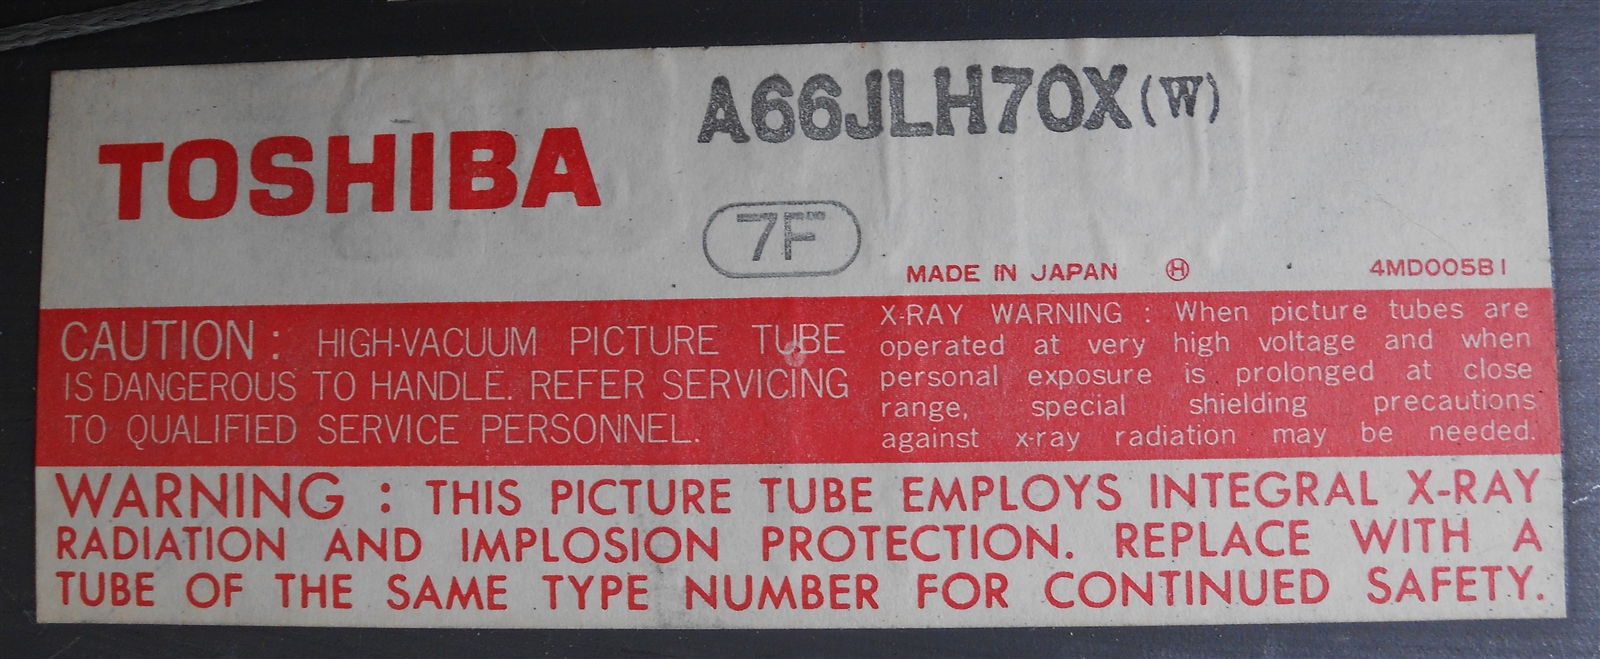 A66JLH70X(W)
TOSHIBA
7F
MADE IN JAPAN Ⓗ 4MD005B1
CAUTION : HIGH-VACUUM PICTURE TUBE
IS DANGEROUS TO HANDLE. REFER SERVICING
TO QUALIFIED SERVICE PERSONNEL.
X-RAY WARNING : When picture tubes are
operated at very high voltage and when
personal exposure is prolonged at close
range, special shielding precautions
against x-ray radiation may be needed.
WARNING : THIS PICTURE TUBE EMPLOYS INTEGRAL X-RAY
RADIATION AND IMPLOSION PROTECTION. REPLACE WITH A
TUBE OF THE SAME TYPE NUMBER FOR CONTINUED SAFETY.